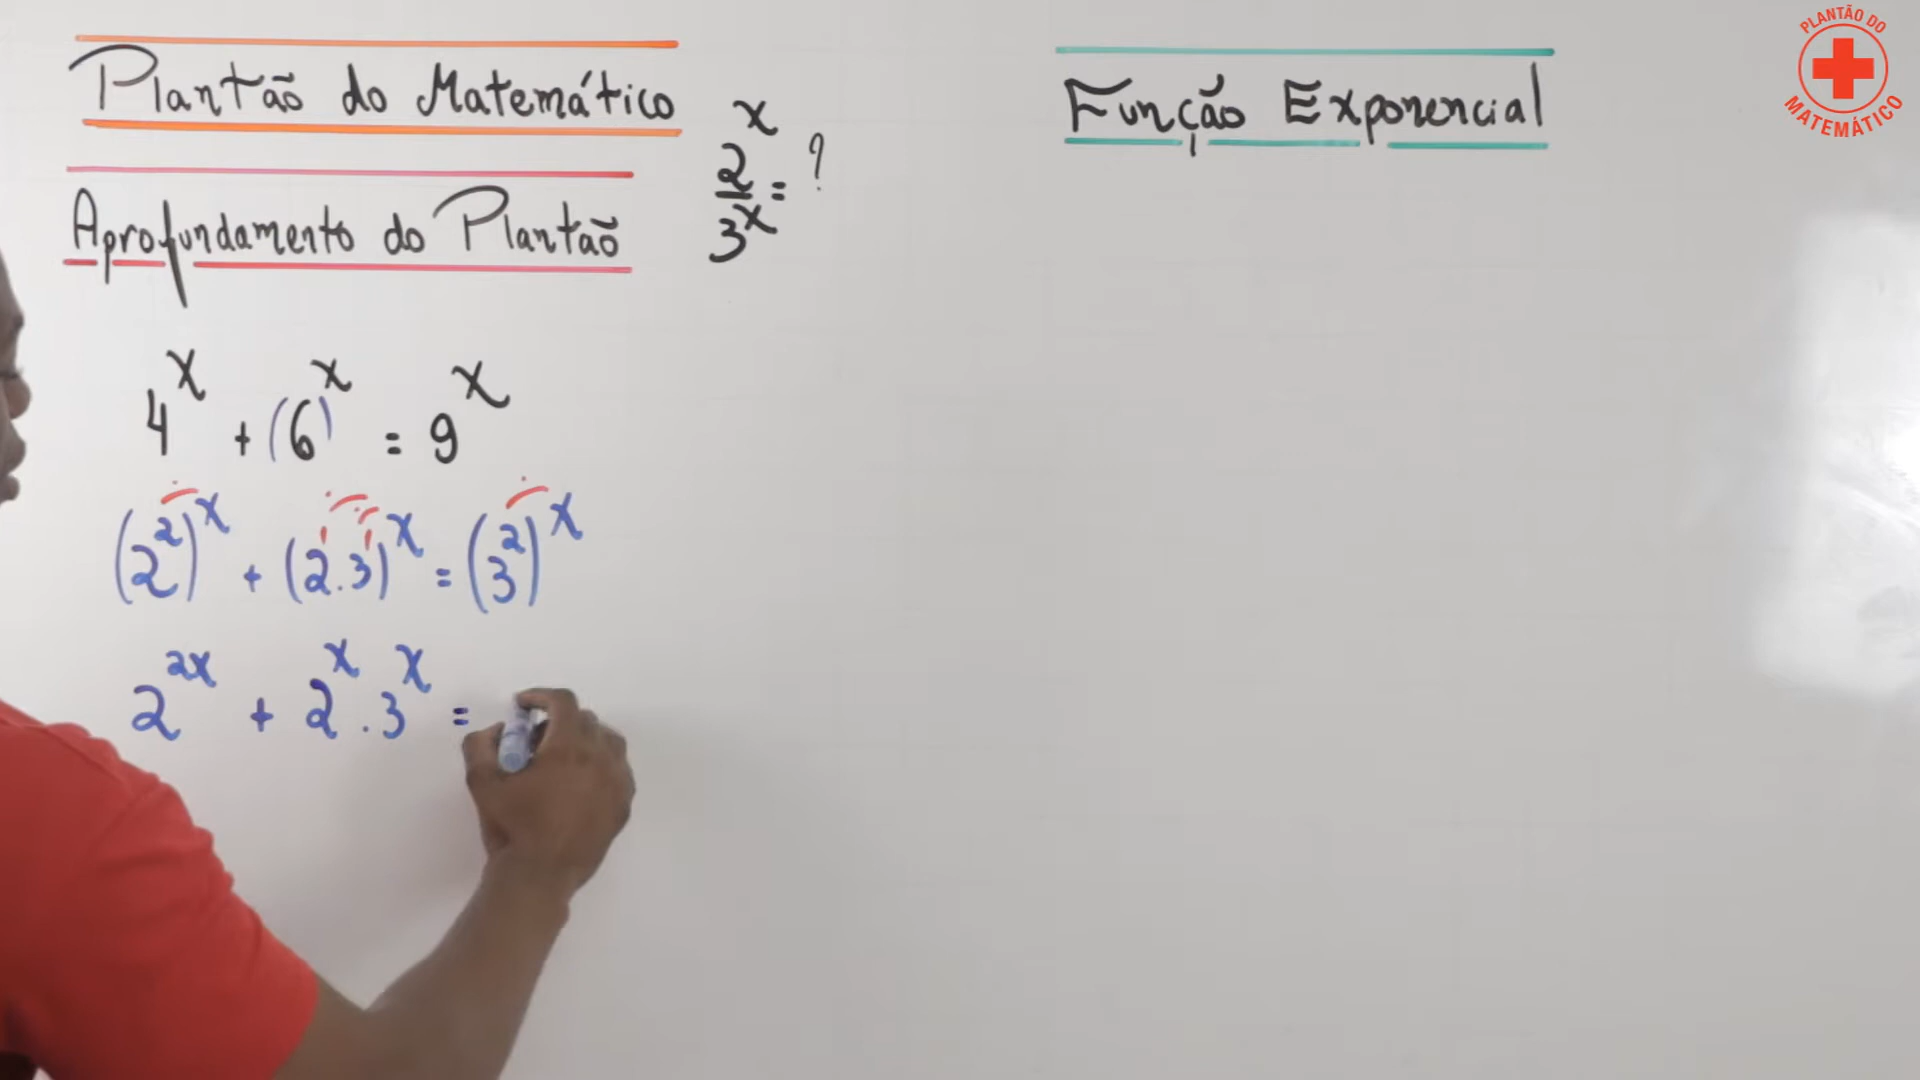 Plantão do Matemático
Aprofundamento do Plantão
2^x
/3^x = ?
Função Exponencial
PLANTÃO DO
MATEMÁTICO
4^x + (6)^x = 9^x
(2^2)^x + (2.3)^x = (3^2)^x
2^2x + 2^x . 3^x =